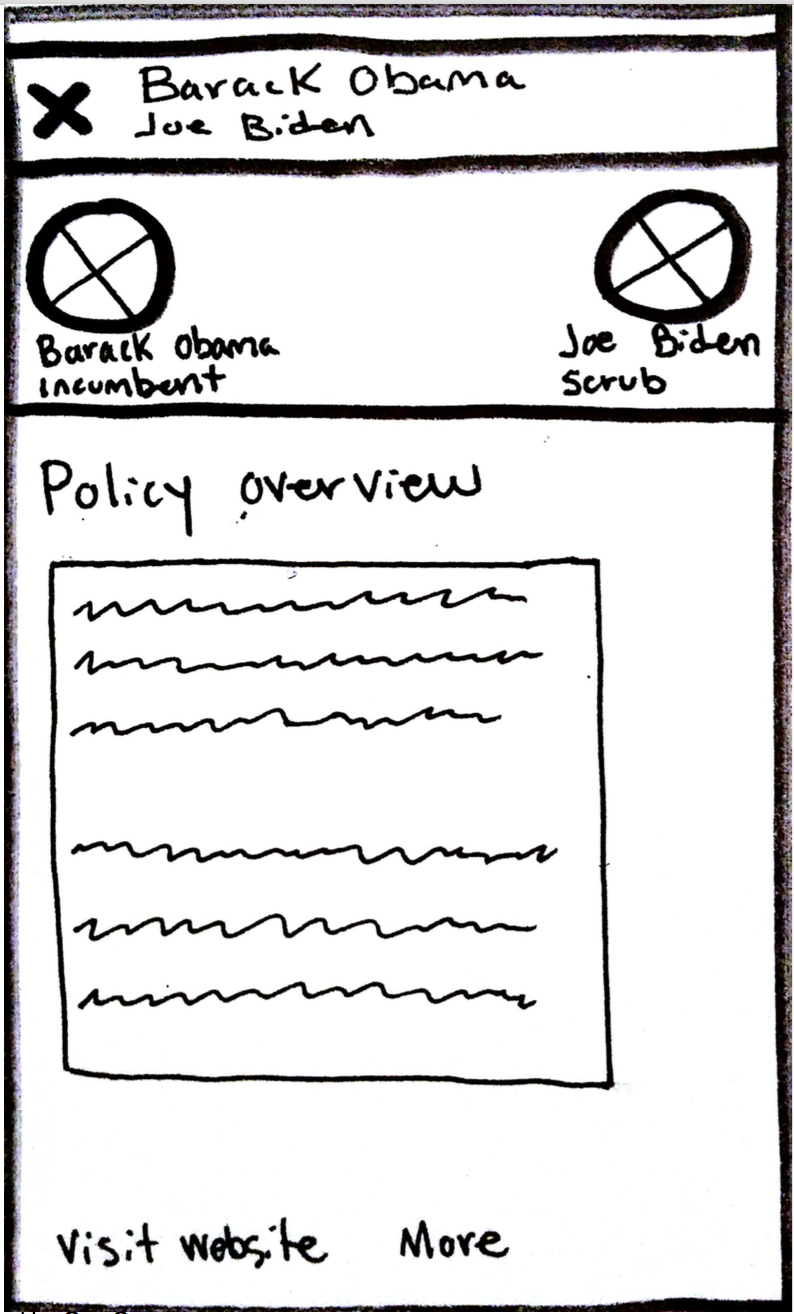 Barack Obama
Joe Biden
Barack Obama
incumbent
Joe Biden
Scrub
Policy overview
Visit website
More